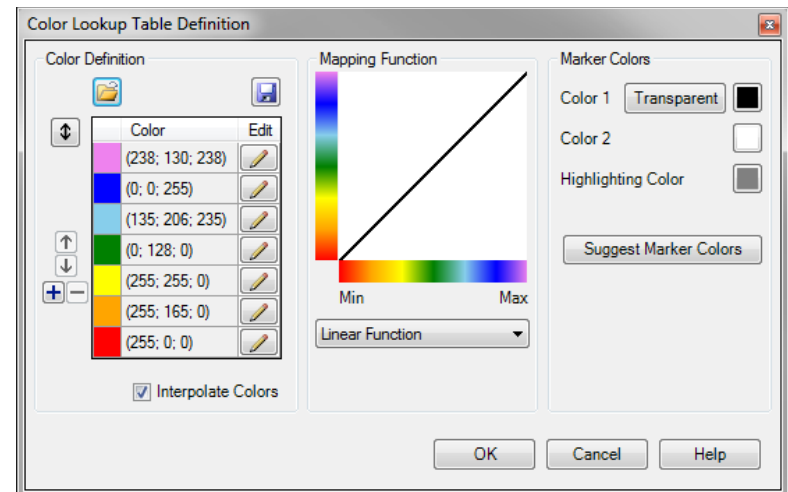 Color Lookup Table Definition
Color Definition
Color Edit
(238; 130; 238)
(0; 0; 255)
(135; 206; 235)
(0; 128; 0)
(255; 255; 0)
(255; 165; 0)
(255; 0; 0)
Interpolate Colors
Mapping Function
Min Max
Linear Function
Marker Colors
Color 1 Transparent
Color 2
Highlighting Color
Suggest Marker Colors
OK Cancel Help